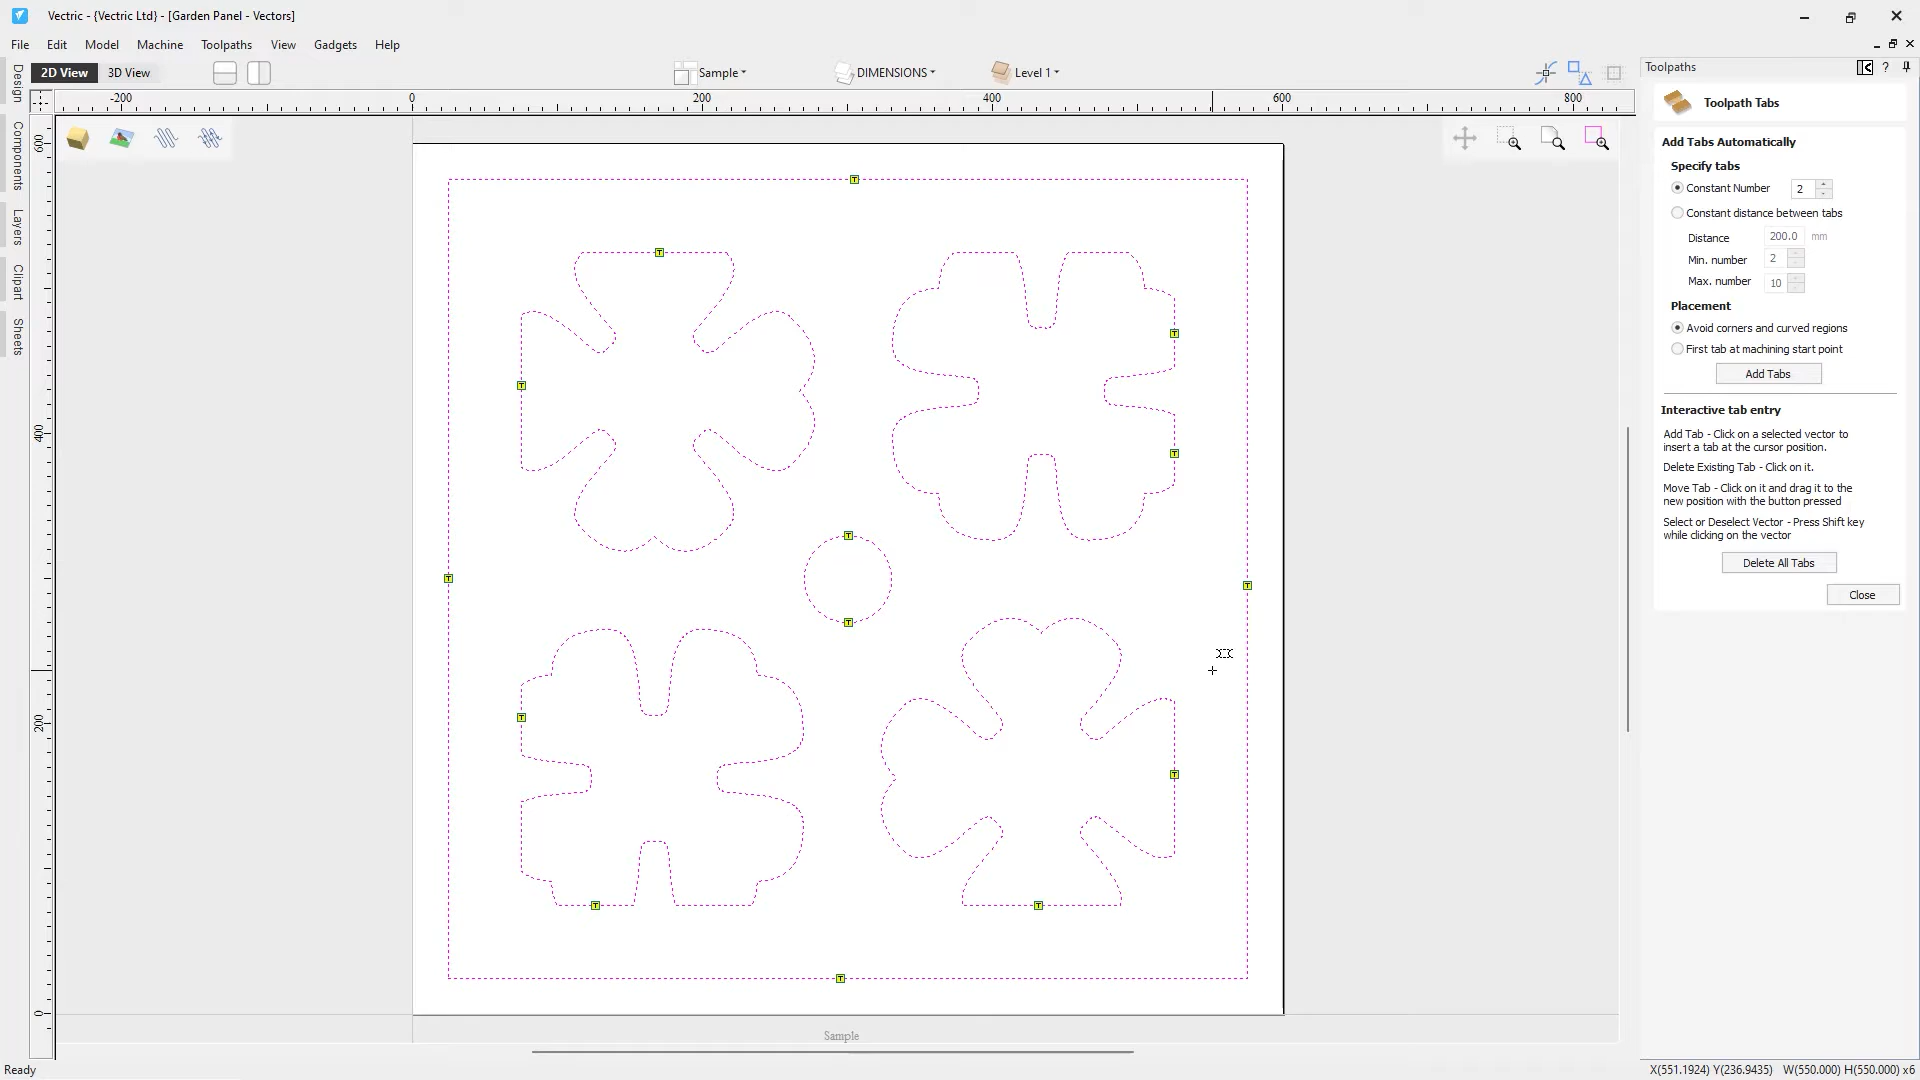 Vectric - {Vectric Ltd} - [Garden Panel - Vectors]
File Edit Model Machine Toolpaths View Gadgets Help
2D View 3D View Sample DIMENSIONS Level 1 Toolpaths
Design
Components
Layers
Clipart
Sheets
-200 0 200 400 600 800
600
400
200
0
Toolpath Tabs
Add Tabs Automatically
Specify tabs
Constant Number 2
Constant distance between tabs
Distance 200.0 mm
Min. number 2
Max. number 10
Placement
Avoid corners and curved regions
First tab at machining start point
Add Tabs
Interactive tab entry
Add Tab - Click on a selected vector to
insert a tab at the cursor position.
Delete Existing Tab - Click on it.
Move Tab - Click on it and drag it to the
new position with the button pressed
Select or Deselect Vector - Press Shift key
while clicking on the vector
Delete All Tabs
Close
T
T
T
T
T
T
T
T
T
T
T
T
T
T
Sample
Ready X(551.1924) Y(236.9435) W(550.000) H(550.000) x6